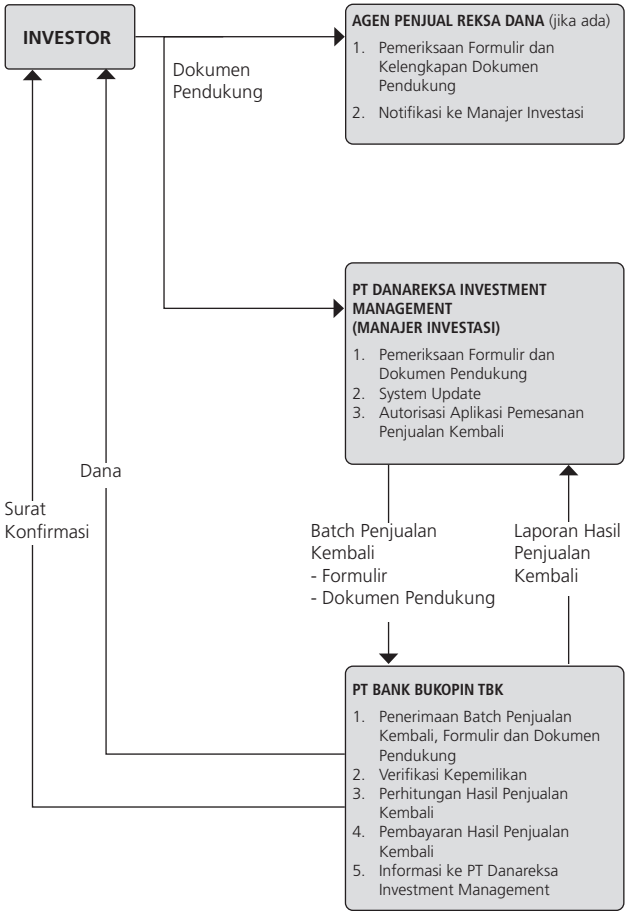 INVESTOR
AGEN PENJUAL REKSA DANA (jika ada)
1. Pemeriksaan Formulir dan
Kelengkapan Dokumen
Pendukung
2. Notifikasi ke Manajer Investasi
Dokumen
Pendukung
PT DANAREKSA INVESTMENT
MANAGEMENT
(MANAJER INVESTASI)
1. Pemeriksaan Formulir dan
Dokumen Pendukung
2. System Update
3. Autorisasi Aplikasi Pemesanan
Penjualan Kembali
Dana
Surat
Konfirmasi
Batch Penjualan
Kembali
- Formulir
- Dokumen Pendukung
Laporan Hasil
Penjualan
Kembali
PT BANK BUKOPIN TBK
1. Penerimaan Batch Penjualan
Kembali, Formulir dan Dokumen
Pendukung
2. Verifikasi Kepemilikan
3. Perhitungan Hasil Penjualan
Kembali
4. Pembayaran Hasil Penjualan
Kembali
5. Informasi ke PT Danareksa
Investment Management